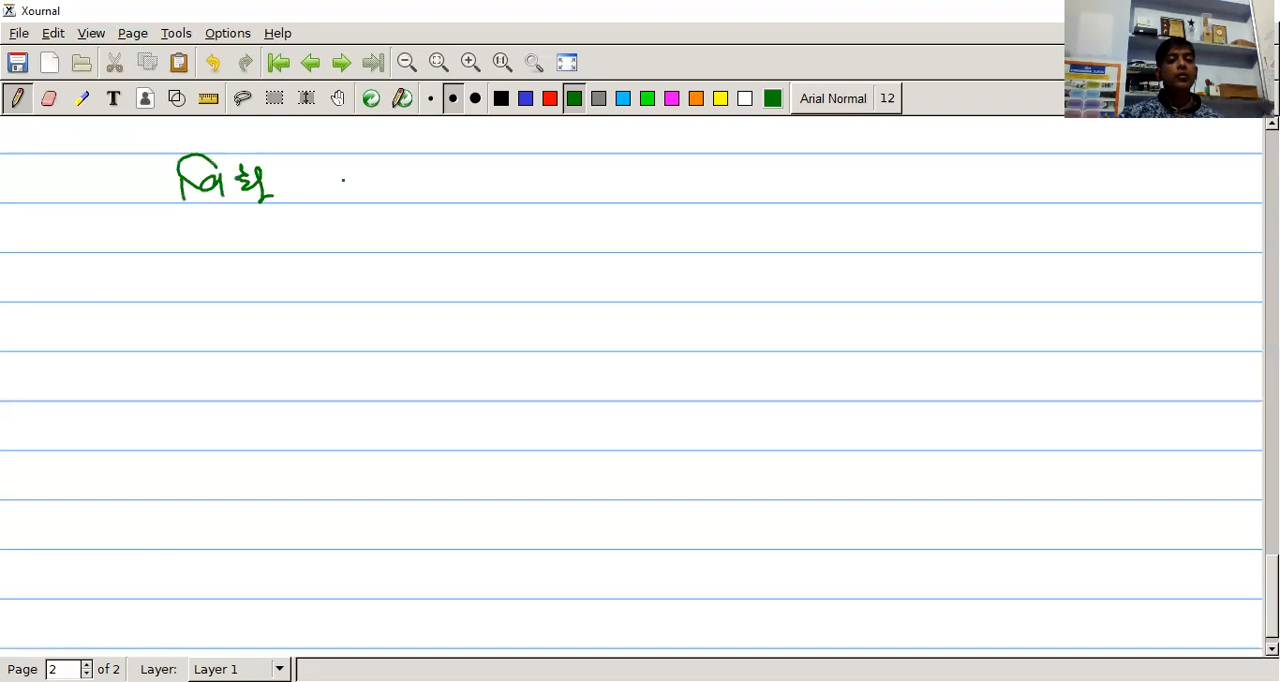 Xournal
File Edit View Page Tools Options Help
T Arial Normal 12
Page 2 of 2 Layer: Layer 1